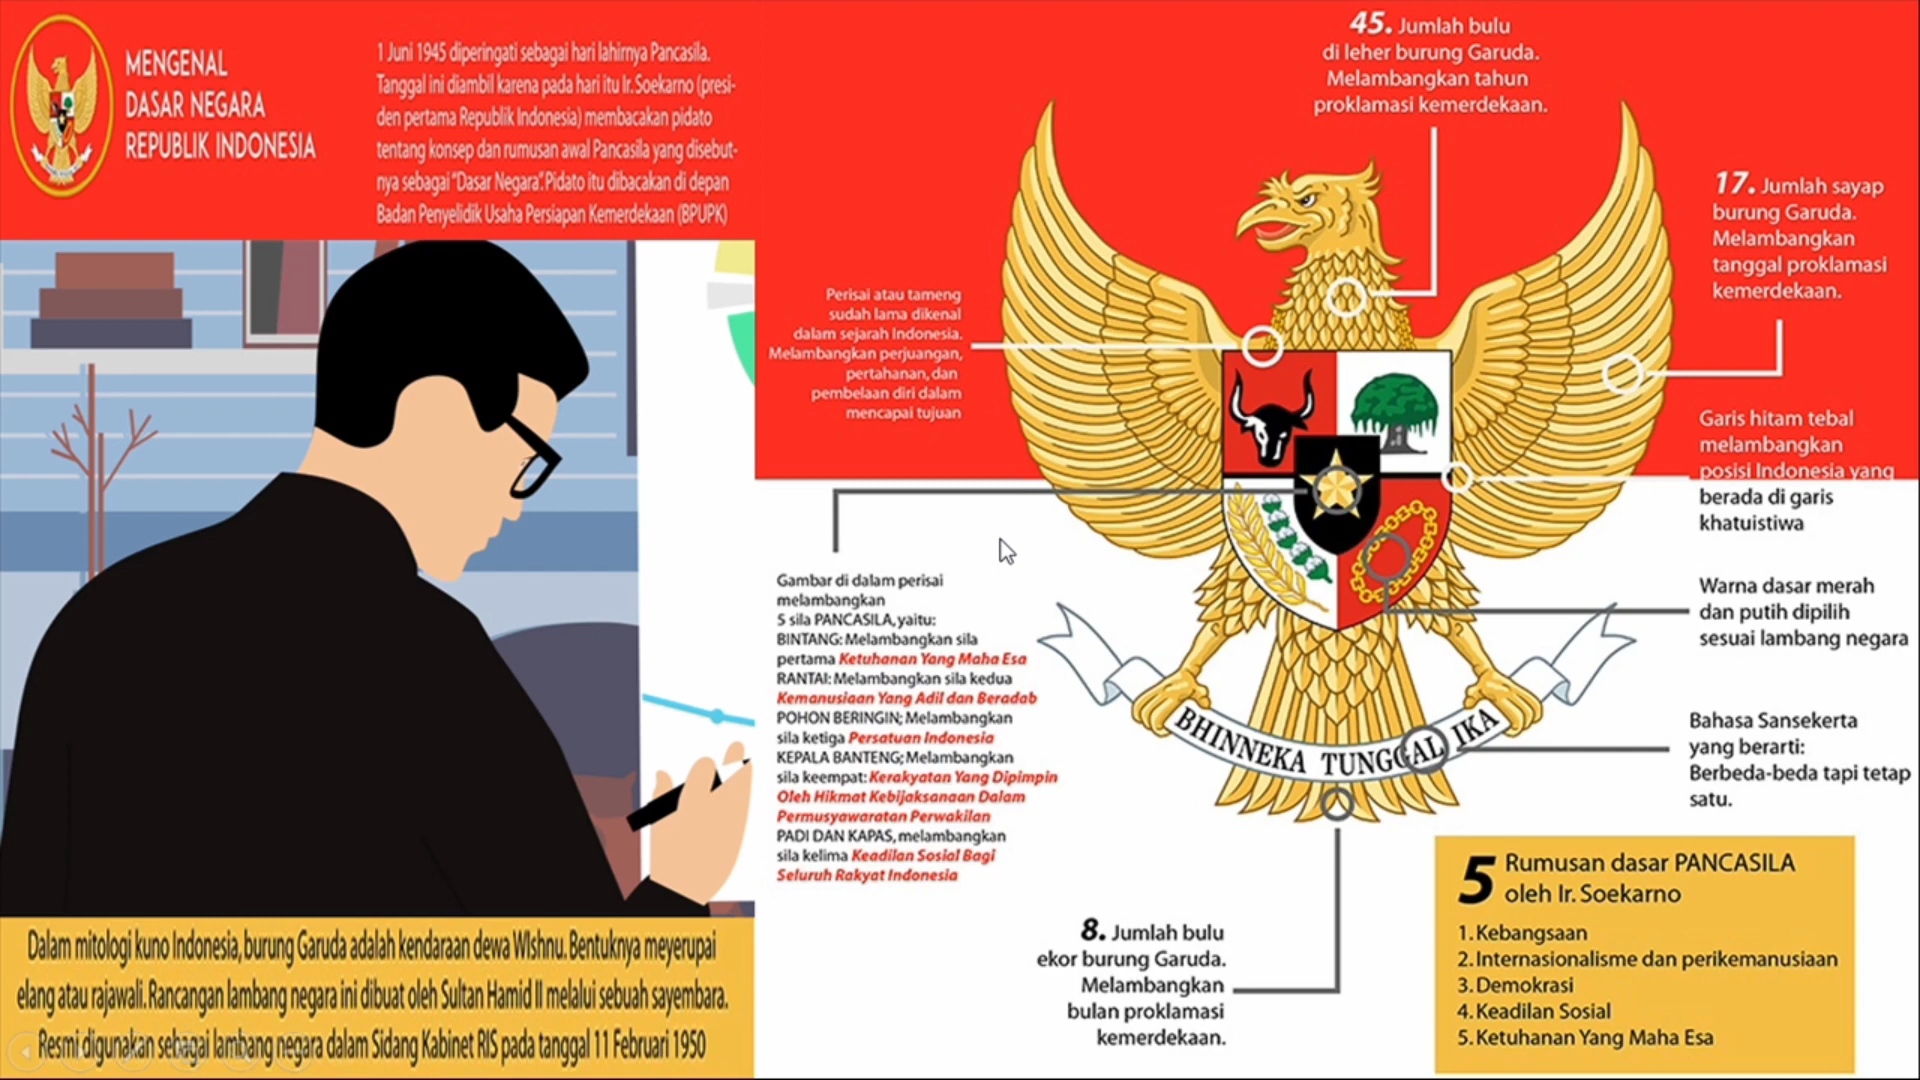 MENGENAL
DASAR NEGARA
REPUBLIK INDONESIA
1 Juni 1945 diperingati sebagai hari lahirnya Pancasila.
Tanggal ini diambil karena pada hari itu Ir. Soekarno (presi-
den pertama Republik Indonesia) membacakan pidato
tentang konsep dan rumusan awal Pancasila yang disebut-
nya sebagai "Dasar Negara". Pidato itu dibacakan di depan
Badan Penyelidik Usaha Persiapan Kemerdekaan (BPUPK)
45. Jumlah bulu
di leher burung Garuda.
Melambangkan tahun
proklamasi kemerdekaan.
17. Jumlah sayap
burung Garuda.
Melambangkan
tanggal proklamasi
kemerdekaan.
Perisai atau tameng
sudah lama dikenal
dalam sejarah Indonesia.
Melambangkan perjuangan,
pertahanan, dan
pembelaan diri dalam
mencapai tujuan
Garis hitam tebal
melambangkan
posisi Indonesia yang
berada di garis
khatuistiwa
Gambar di dalam perisai
melambangkan
5 sila PANCASILA, yaitu:
BINTANG: Melambangkan sila
pertama Ketuhanan Yang Maha Esa
RANTAI: Melambangkan sila kedua
Kemanusiaan Yang Adil dan Beradab
POHON BERINGIN; Melambangkan
sila ketiga Persatuan Indonesia
KEPALA BANTENG; Melambangkan
sila keempat: Kerakyatan Yang Dipimpin
Oleh Hikmat Kebijaksanaan Dalam
Permusyawaratan Perwakilan
PADI DAN KAPAS, melambangkan
sila kelima Keadilan Sosial Bagi
Seluruh Rakyat Indonesia
Warna dasar merah
dan putih dipilih
sesuai lambang negara
BHINNEKA TUNGGAL IKA
Bahasa Sansekerta
yang berarti:
Berbeda-beda tapi tetap
satu.
8. Jumlah bulu
ekor burung Garuda.
Melambangkan
bulan proklamasi
kemerdekaan.
5 Rumusan dasar PANCASILA
oleh Ir. Soekarno
1. Kebangsaan
2. Internasionalisme dan perikemanusiaan
3. Demokrasi
4. Keadilan Sosial
5. Ketuhanan Yang Maha Esa
Dalam mitologi kuno Indonesia, burung Garuda adalah kendaraan dewa WIshnu. Bentuknya meyerupai
elang atau rajawali. Rancangan lambang negara ini dibuat oleh Sultan Hamid II melalui sebuah sayembara.
Resmi digunakan sebagai lambang negara dalam Sidang Kabinet RIS pada tanggal 11 Februari 1950